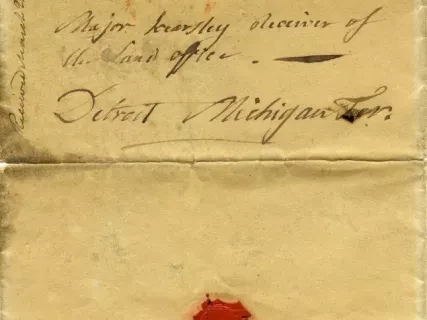 Major Kearsley Receiver of
the Land office.
Detroit Michigan Ter.